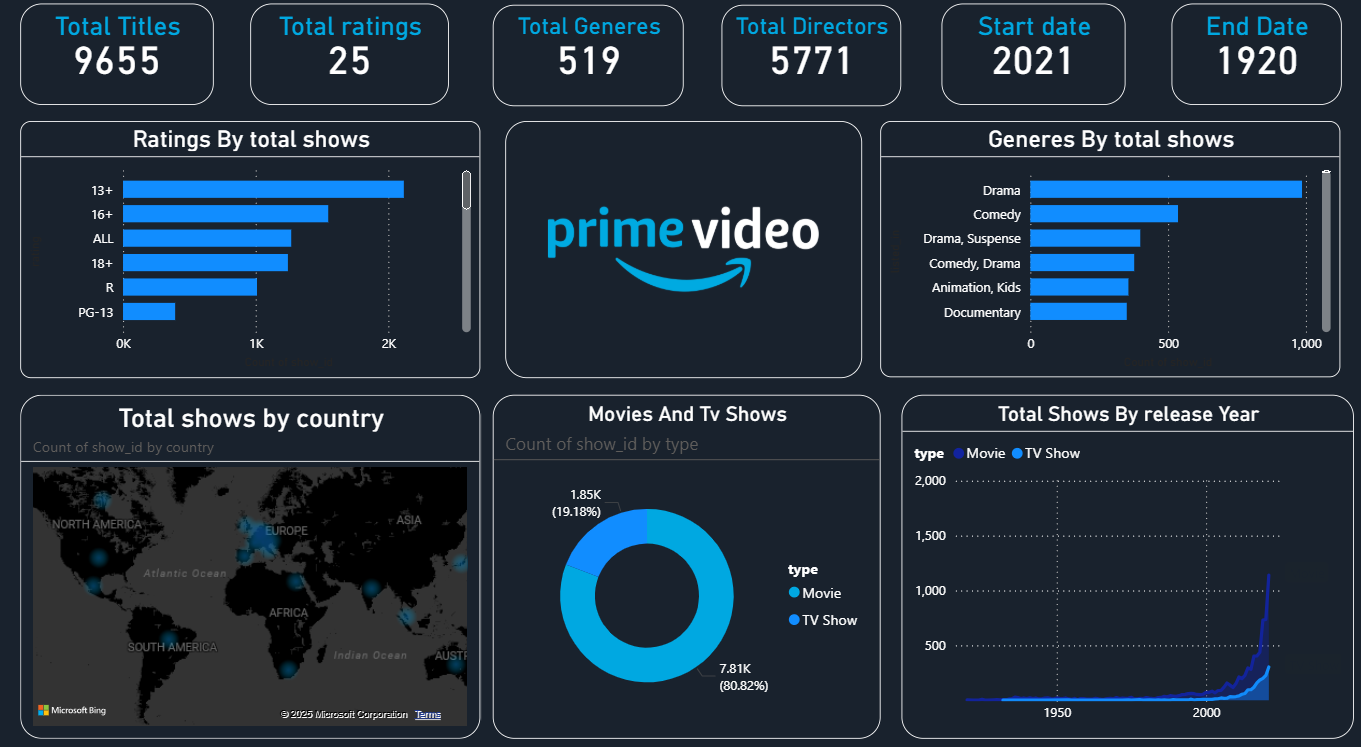 Total Titles
9655
Total ratings
25
Total Generes
519
Total Directors
5771
Start date
2021
End Date
1920
Ratings By total shows
13+
16+
ALL
18+
R
PG-13
0K 1K 2K
prime video
Generes By total shows
Drama
Comedy
Drama, Suspense
Comedy, Drama
Animation, Kids
Documentary
0 500 1,000
Total shows by country
Count of show_id by country
NORTH AMERICA
EUROPE
ASIA
Atlantic Ocean
AFRICA
SOUTH AMERICA
Indian Ocean
AUSTR
Microsoft Bing
© 2025 Microsoft Corporation Terms
Movies And Tv Shows
Count of show_id by type
1.85K
(19.18%)
type
Movie
TV Show
7.81K
(80.82%)
Total Shows By release Year
type Movie TV Show
2,000
1,500
1,000
500
1950 2000